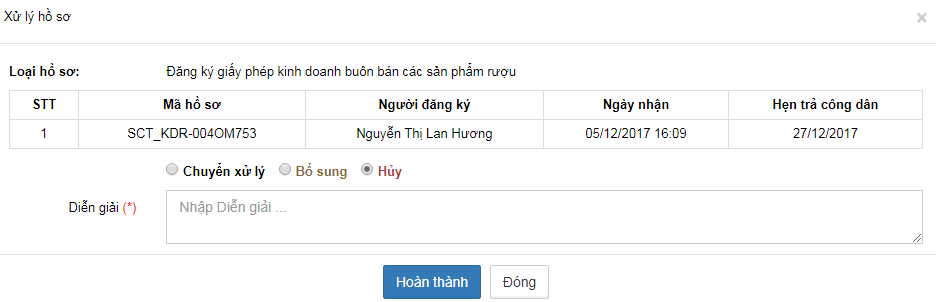 Xử lý hồ sơ ×
Loại hồ sơ: Đăng ký giấy phép kinh doanh buôn bán các sản phẩm rượu
STT Mã hồ sơ Người đăng ký Ngày nhận Hẹn trả công dân
1 SCT_KDR-004OM753 Nguyễn Thị Lan Hương 05/12/2017 16:09 27/12/2017
Chuyển xử lý Bổ sung Hủy
Diễn giải (*) Nhập Diễn giải ...
Hoàn thành Đóng